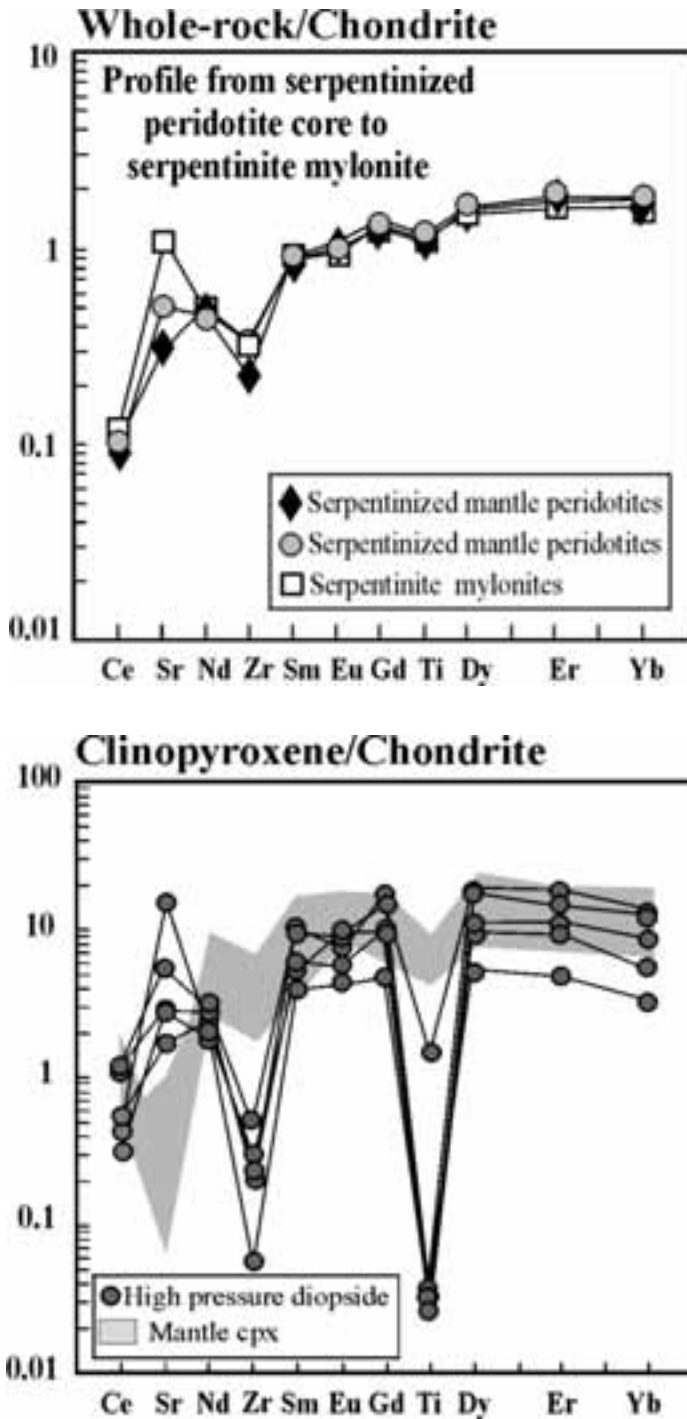 Whole-rock/Chondrite
10
Profile from serpentinized
peridotite core to
serpentinite mylonite
1
0.1
Serpentinized mantle peridotites
Serpentinized mantle peridotites
Serpentinite mylonites
0.01
Ce Sr Nd Zr Sm Eu Gd Ti Dy Er Yb
Clinopyroxene/Chondrite
100
10
1
0.1
High pressure diopside
Mantle cpx
0.01
Ce Sr Nd Zr Sm Eu Gd Ti Dy Er Yb